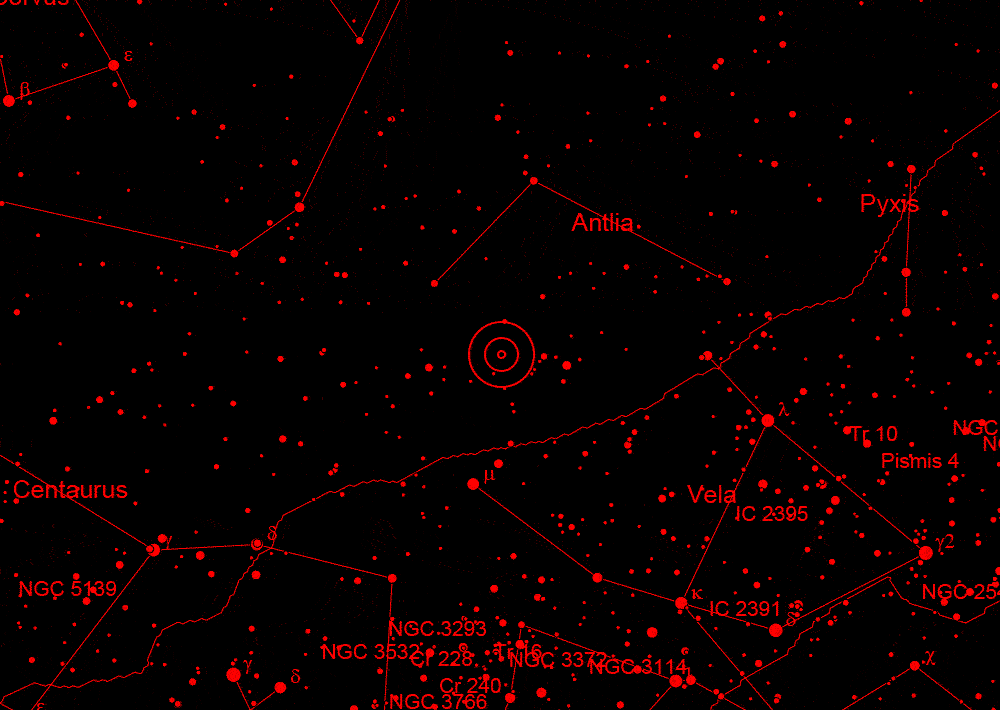 Corvus
ε
β
Antlia
Pyxis
λ
Tr 10
NGC
Pismis 4
μ
Centaurus
Vela
IC 2395
δ
γ
γ2
NGC 5139
NGC 254
κ
IC 2391
δ
NGC 3293
NGC 3532
Cr 228
Tr 16
NGC 3372
NGC 3114
χ
γ
δ
Cr 240
NGC 3766
ε